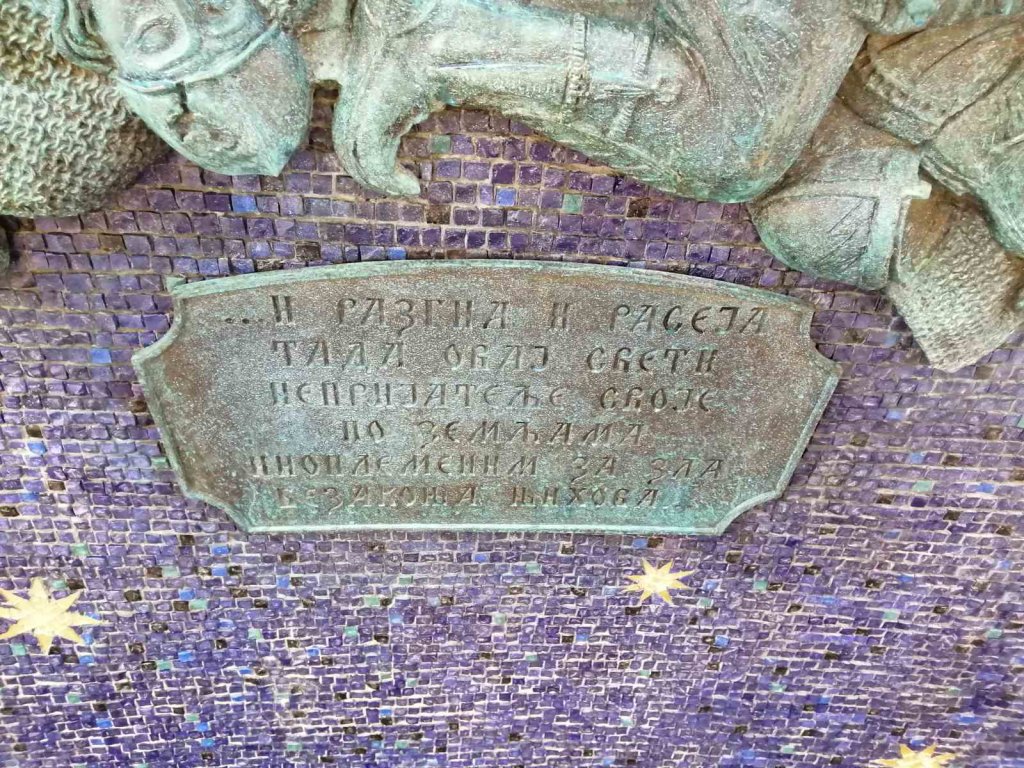 ...И РАЗГНА И РАСЕЈА
ТАДА ОВАЈ СВЕТИ
НЕПРИЈАТЕЉЕ СВОЈЕ
ПО ЗЕМЉАМА
ИНОПЛЕМЕНИМ ЗА ЗЛА
БЕЗАКОЊА ЊИХОВА